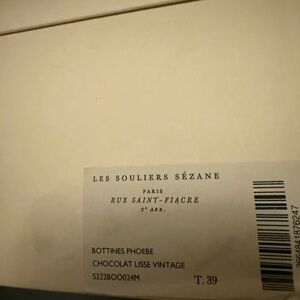 LES SOULIERS SÉZANE
PARIS
RUE SAINT-FIACRE
2e ARR.
BOTTINES PHOEBE
CHOCOLAT LISSE VINTAGE
S222BOO024M
T. 39